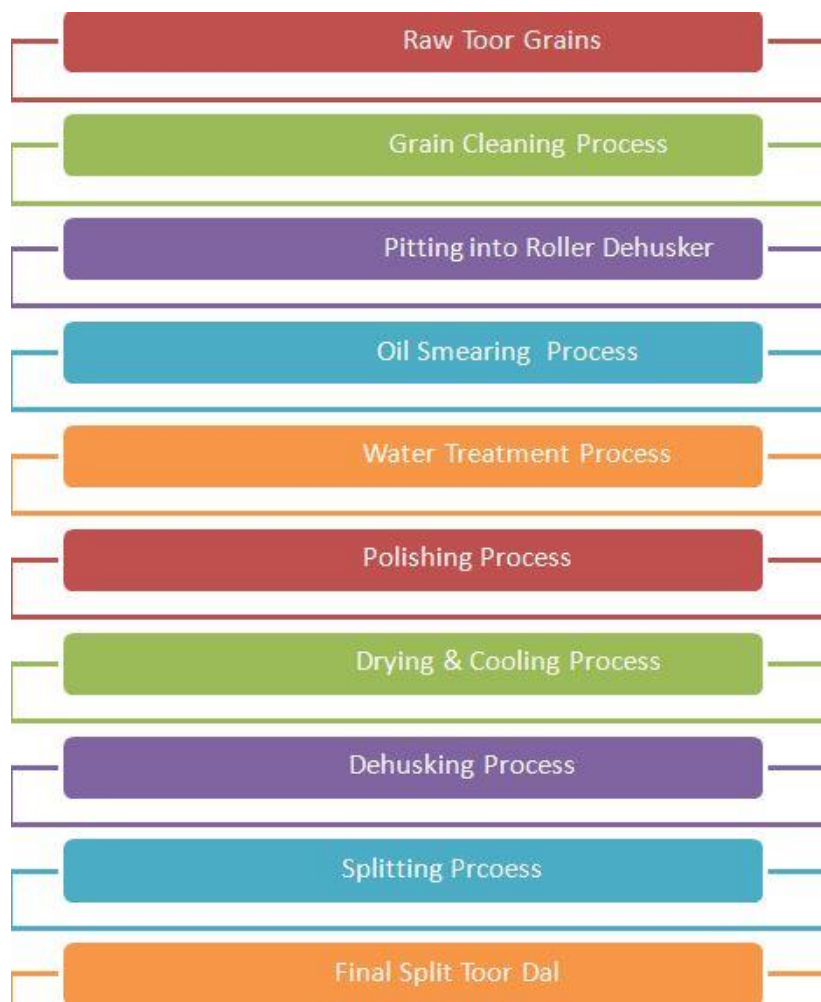 Raw Toor Grains
Grain Cleaning Process
Pitting into Roller Dehusker
Oil Smearing Process
Water Treatment Process
Polishing Process
Drying & Cooling Process
Dehusking Process
Splitting Prcoess
Final Split Toor Dal